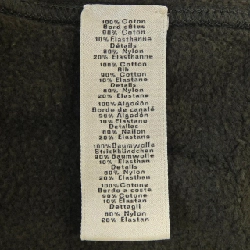 100% Coton
Bord côtes
90% Coton
10% Elasthanne
Détails
80% Nylon
20% Elasthanne
100% Cotton
Rib
90% Cotton
10% Elastane
Details
80% Nylon
20% Elastane
100% Algodón
Borde de canalé
90% Algodón
10% Elastano
Detalles
80% Nailon
20% Elastano
100% Baumwolle
90% Baumwolle
10% Elasthan
Details
80% Nylon
20% Elasthan
100% Cotone
Bordo a coste
90% Cotone
10% Elastan
Dettagli
80% Nylon
20% Elastan